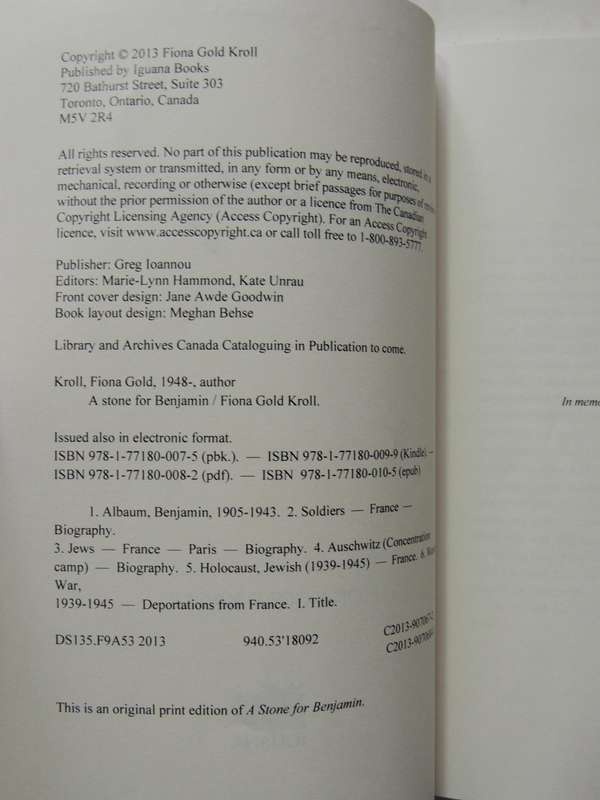 Copyright © 2013 Fiona Gold Kroll
Published by Iguana Books
720 Bathurst Street, Suite 303
Toronto, Ontario, Canada
M5V 2R4
All rights reserved. No part of this publication may be reproduced, stored in a
retrieval system or transmitted, in any form or by any means, electronic,
mechanical, recording or otherwise (except brief passages for purposes of
without the prior permission of the author or a licence from The Canadian
Copyright Licensing Agency (Access Copyright). For an Access Copyright
licence, visit www.accesscopyright.ca or call toll free to 1-800-893-5777.
Publisher: Greg Ioannou
Editors: Marie-Lynn Hammond, Kate Unrau
Front cover design: Jane Awde Goodwin
Book layout design: Meghan Behse
Library and Archives Canada Cataloguing in Publication to come.
Kroll, Fiona Gold, 1948-, author
A stone for Benjamin / Fiona Gold Kroll.
Issued also in electronic format.
ISBN 978-1-77180-007-5 (pbk.). — ISBN 978-1-77180-009-9 (Kindle) —
ISBN 978-1-77180-008-2 (pdf). — ISBN 978-1-77180-010-5 (epub)
1. Albaum, Benjamin, 1905-1943. 2. Soldiers — France —
Biography.
3. Jews — France — Paris — Biography. 4. Auschwitz (Concentration
camp) — Biography. 5. Holocaust, Jewish (1939-1945) — France. 6.
War,
1939-1945 — Deportations from France. I. Title.
DS135.F9A53 2013 940.53'18092
This is an original print edition of A Stone for Benjamin.
In memo